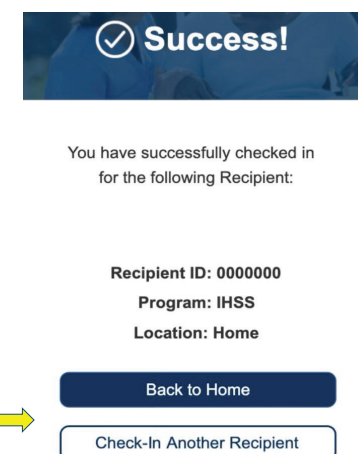 Success!
You have successfully checked in
for the following Recipient:
Recipient ID: 0000000
Program: IHSS
Location: Home
Back to Home
Check-In Another Recipient